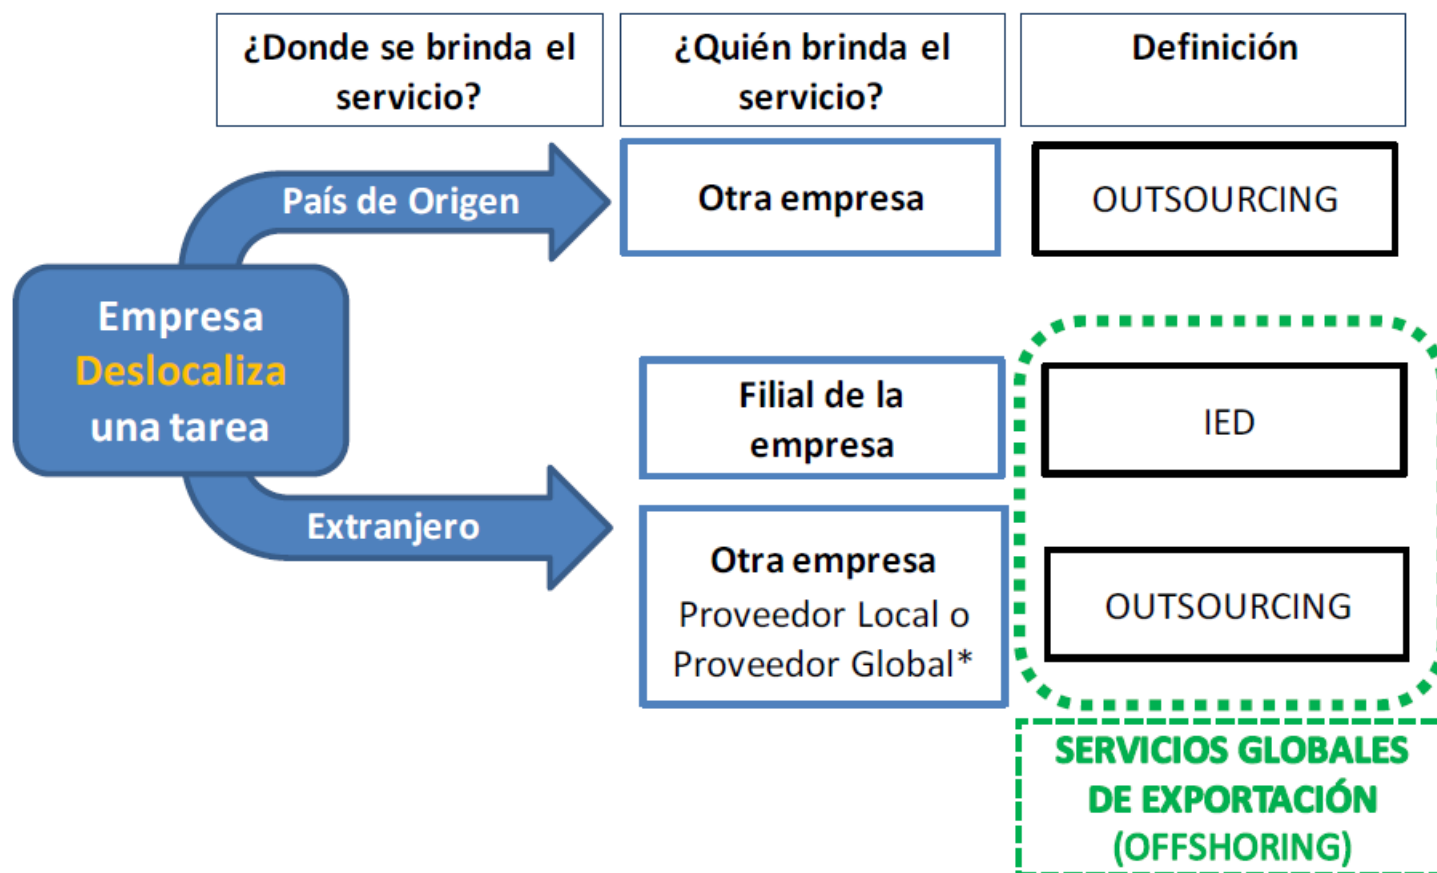 ¿Donde se brinda el
servicio?
¿Quién brinda el
servicio?
Definición
País de Origen
Otra empresa
OUTSOURCING
Empresa
Deslocaliza
una tarea
Filial de la
empresa
IED
Extranjero
Otra empresa
Proveedor Local o
Proveedor Global*
OUTSOURCING
SERVICIOS GLOBALES
DE EXPORTACIÓN
(OFFSHORING)